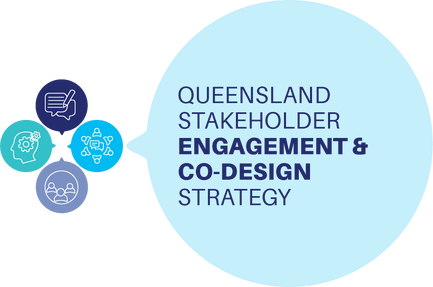 QUEENSLAND
STAKEHOLDER
ENGAGEMENT &
CO-DESIGN
STRATEGY